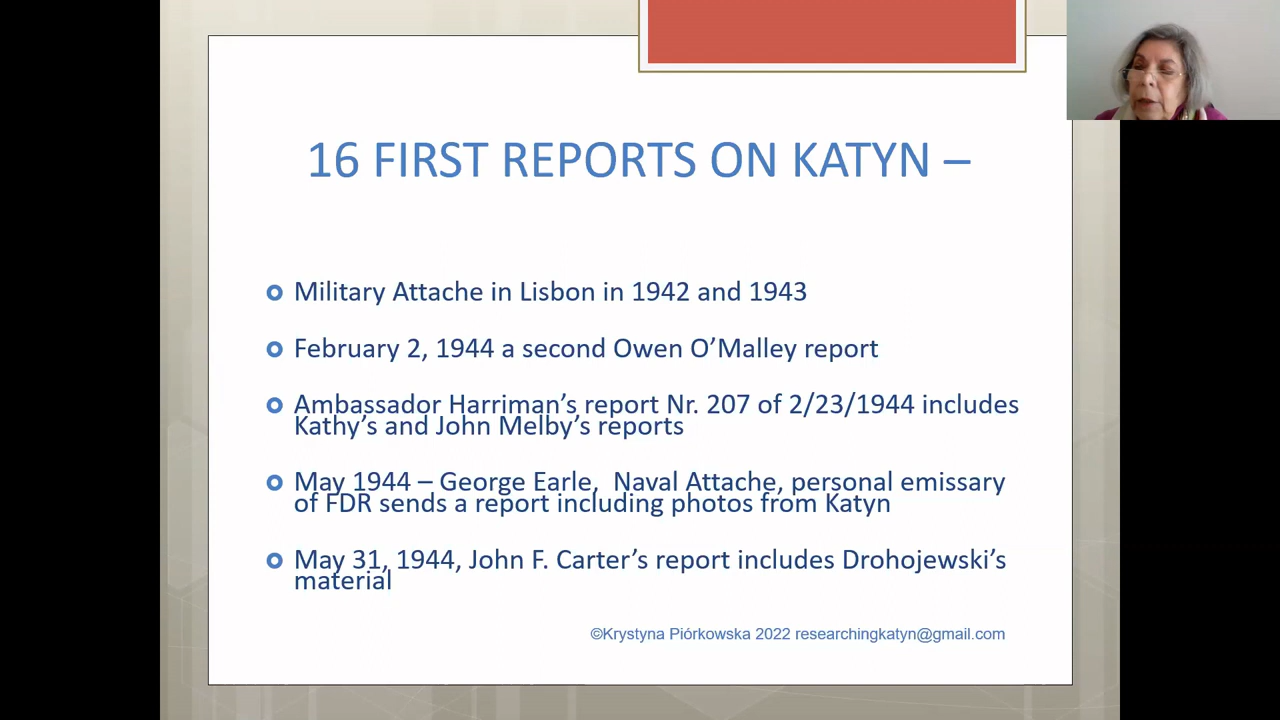 16 FIRST REPORTS ON KATYN –
Military Attache in Lisbon in 1942 and 1943
February 2, 1944 a second Owen O’Malley report
Ambassador Harriman’s report Nr. 207 of 2/23/1944 includes
Kathy’s and John Melby’s reports
May 1944 – George Earle,  Naval Attache, personal emissary
of FDR sends a report including photos from Katyn
May 31, 1944, John F. Carter’s report includes Drohojewski’s
material
©Krystyna Piórkowska 2022 researchingkatyn@gmail.com